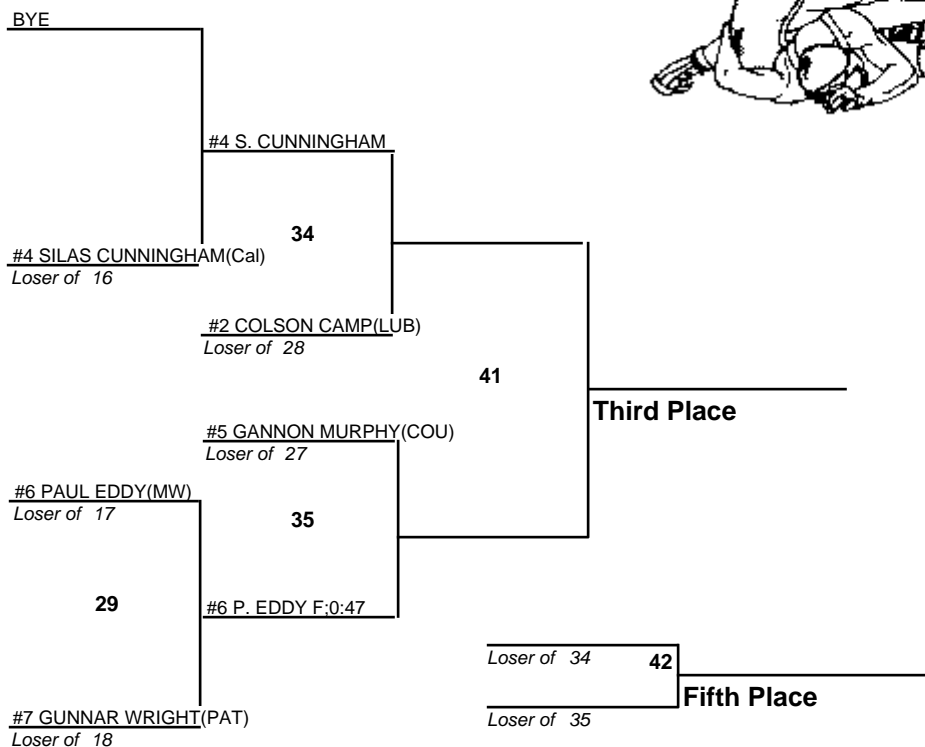 BYE
#4 S. CUNNINGHAM
34
#4 SILAS CUNNINGHAM(Cal)
Loser of 16
#2 COLSON CAMP(LUB)
Loser of 28
41
Third Place
#5 GANNON MURPHY(COU)
Loser of 27
#6 PAUL EDDY(MW)
Loser of 17
35
29
#6 P. EDDY F;0:47
Loser of 34
42
Fifth Place
#7 GUNNAR WRIGHT(PAT)
Loser of 18
Loser of 35